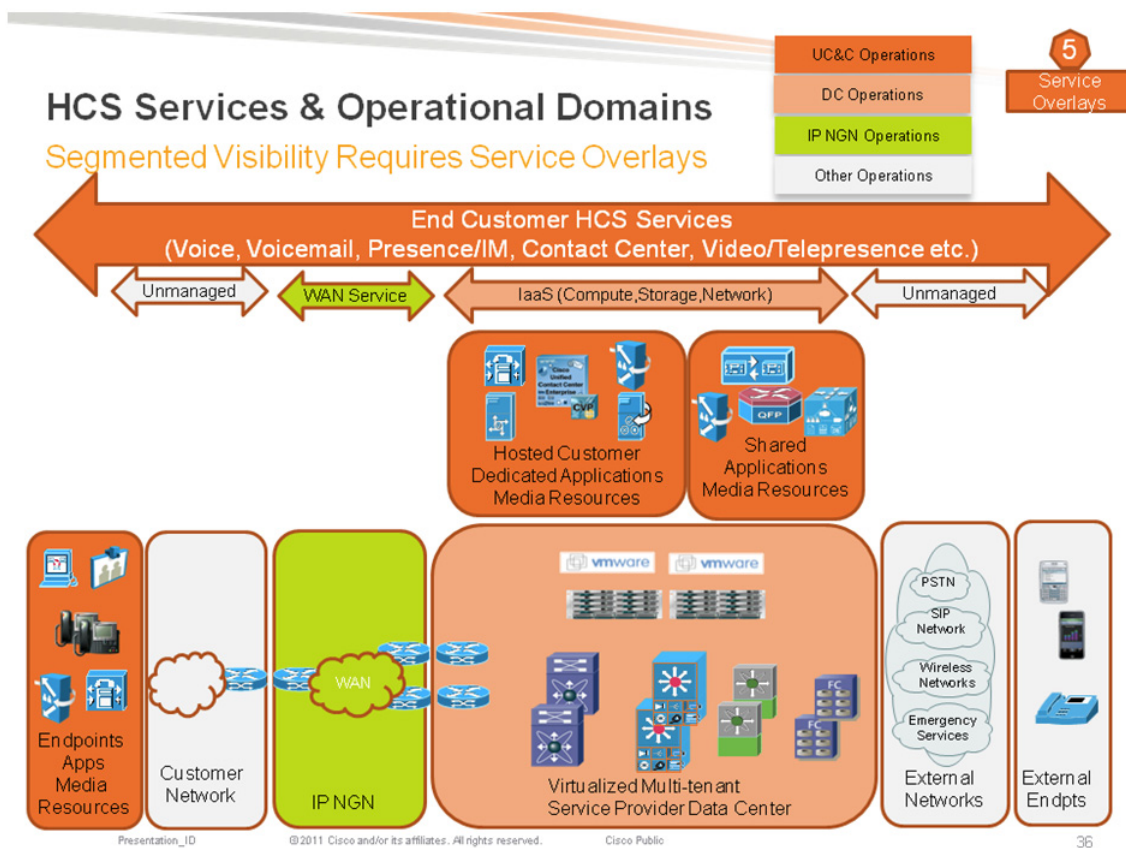 UC&C Operations
DC Operations
IP NGN Operations
Other Operations
5
Service
Overlays
HCS Services & Operational Domains
Segmented Visibility Requires Service Overlays
End Customer HCS Services
(Voice, Voicemail, Presence/IM, Contact Center, Video/Telepresence etc.)
Unmanaged
WAN Service
IaaS (Compute,Storage,Network)
Unmanaged
Cisco
Unified
Contact Center
Enterprise
CVP
Hosted Customer
Dedicated Applications
Media Resources
QFP
Shared
Applications
Media Resources
Endpoints
Apps
Media
Resources
Customer
Network
WAN
IP NGN
vmware
vmware
FC
FC
Virtualized Multi-tenant
Service Provider Data Center
PSTN
SIP
Network
Wireless
Networks
Emergency
Services
External
Networks
External
Endpts
Presentation_ID
©2011 Cisco and/or its affiliates. All rights reserved.
Cisco Public
36